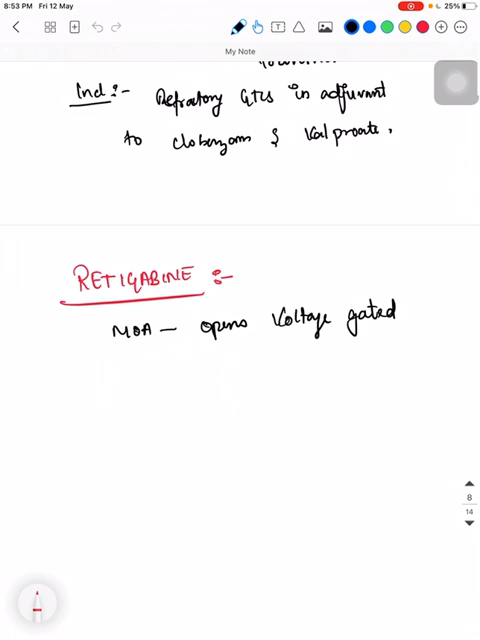 8:53 PM Fri 12 May 25%
My Note
Ind :- Refractory GTCS in adjuvant
to clobazam & Valproate.
RETIGABINE :-
MOA - opens Voltage gated
8
14